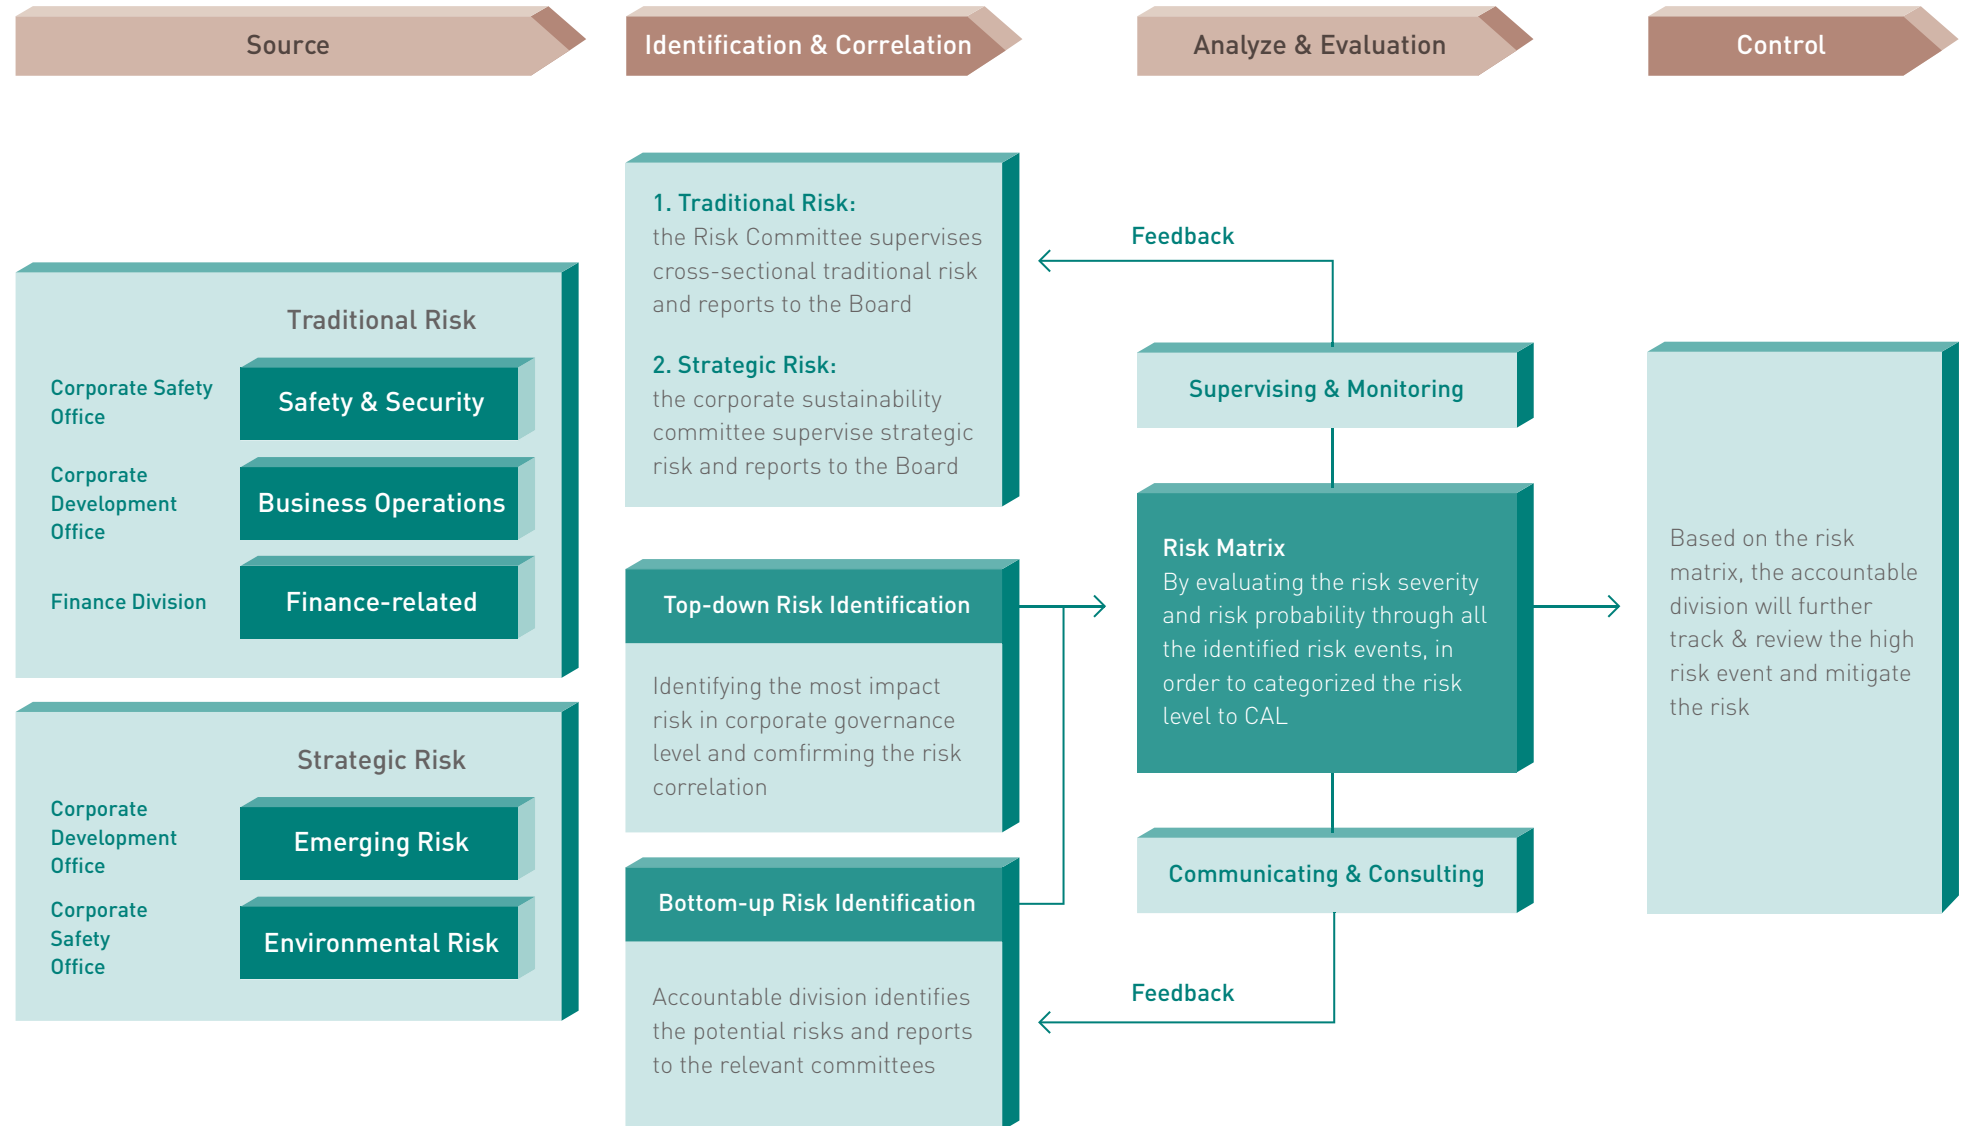 Source
Identification & Correlation
Analyze & Evaluation
Control
Traditional Risk
Corporate Safety
Office
Safety & Security
Corporate
Development
Office
Business Operations
Finance Division
Finance-related
Strategic Risk
Corporate
Development
Office
Emerging Risk
Corporate
Safety
Office
Environmental Risk
1. Traditional Risk:
the Risk Committee supervises
cross-sectional traditional risk
and reports to the Board
2. Strategic Risk:
the corporate sustainability
committee supervise strategic
risk and reports to the Board
Top-down Risk Identification
Identifying the most impact
risk in corporate governance
level and comfirming the risk
correlation
Bottom-up Risk Identification
Accountable division identifies
the potential risks and reports
to the relevant committees
Feedback
Supervising & Monitoring
Risk Matrix
By evaluating the risk severity
and risk probability through all
the identified risk events, in
order to categorized the risk
level to CAL
Communicating & Consulting
Feedback
Based on the risk
matrix, the accountable
division will further
track & review the high
risk event and mitigate
the risk